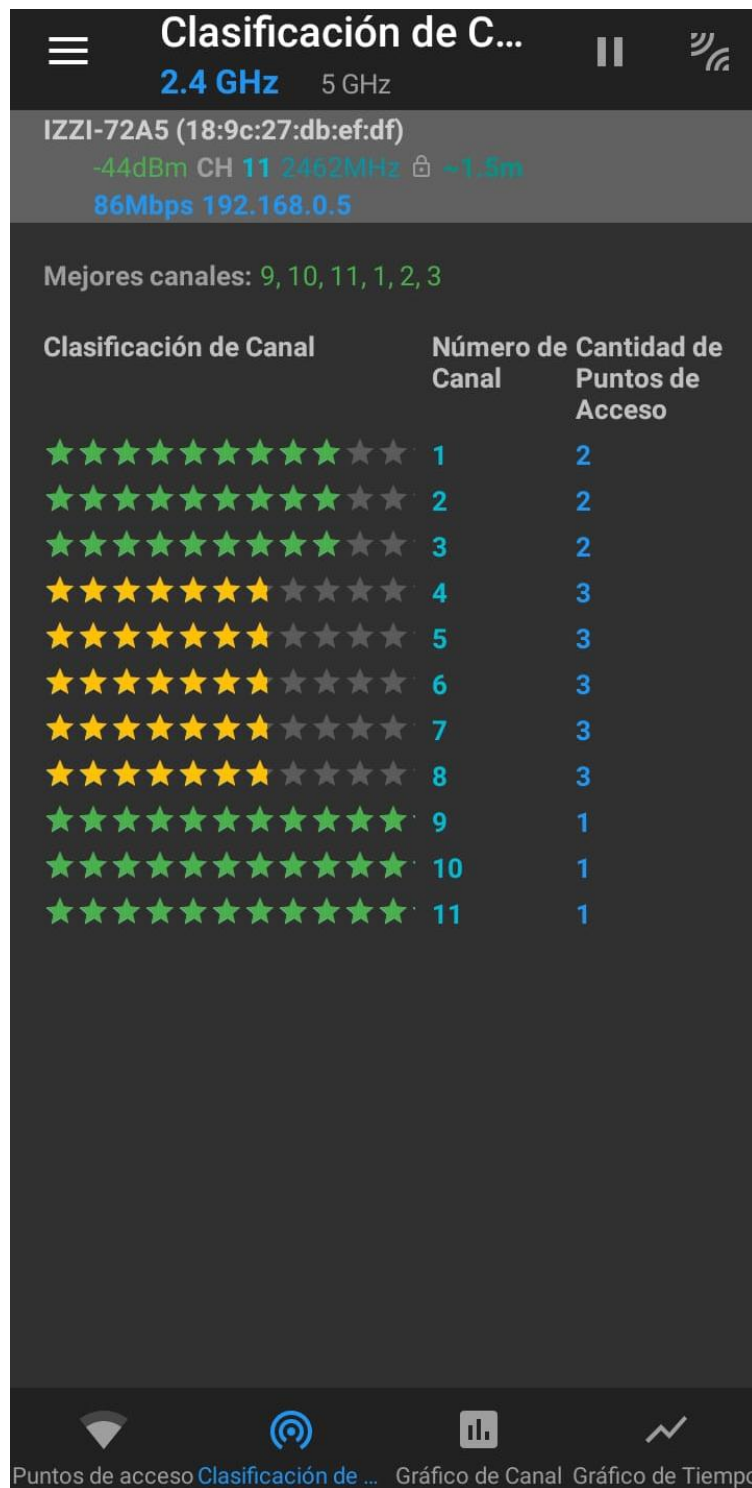 Clasificación de C...
2.4 GHz 5 GHz
IZZI-72A5 (18:9c:27:db:ef:df)
-44dBm CH 11 2462MHz ~1.5m
86Mbps 192.168.0.5
Mejores canales: 9, 10, 11, 1, 2, 3
Clasificación de Canal Número de Canal Cantidad de Puntos de Acceso
1 2
2 2
3 2
4 3
5 3
6 3
7 3
8 3
9 1
10 1
11 1
Puntos de acceso Clasificación de ... Gráfico de Canal Gráfico de Tiempo